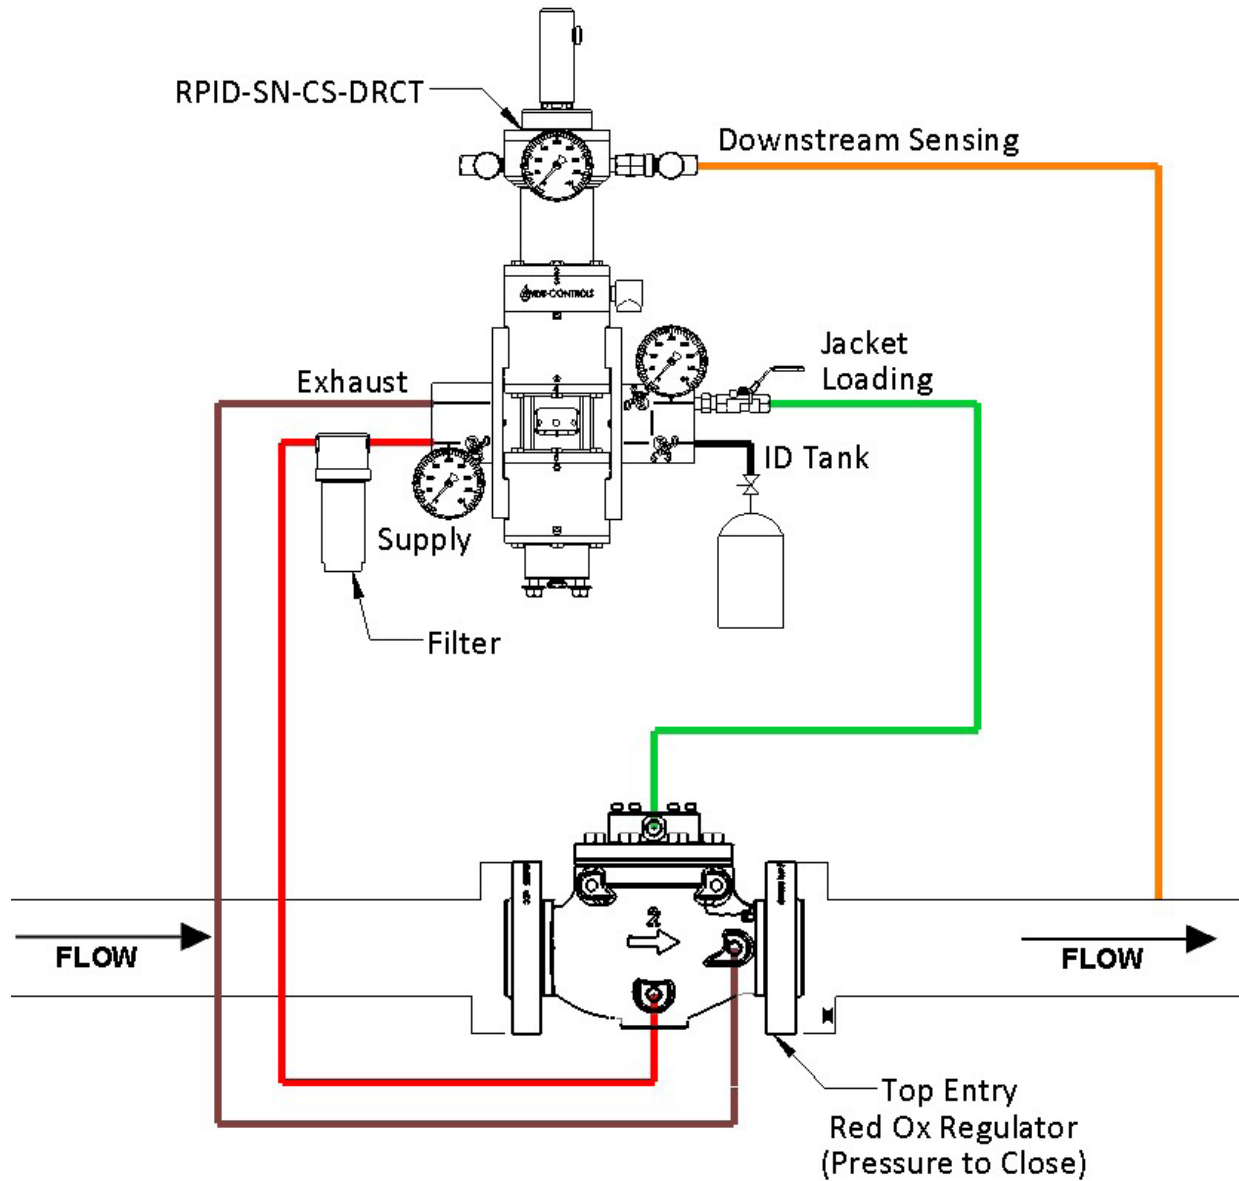 RPID-SN-CS-DRCT
Downstream Sensing
Exhaust
Jacket
Loading
ID Tank
Supply
Filter
2
FLOW
FLOW
Top Entry
Red Ox Regulator
(Pressure to Close)